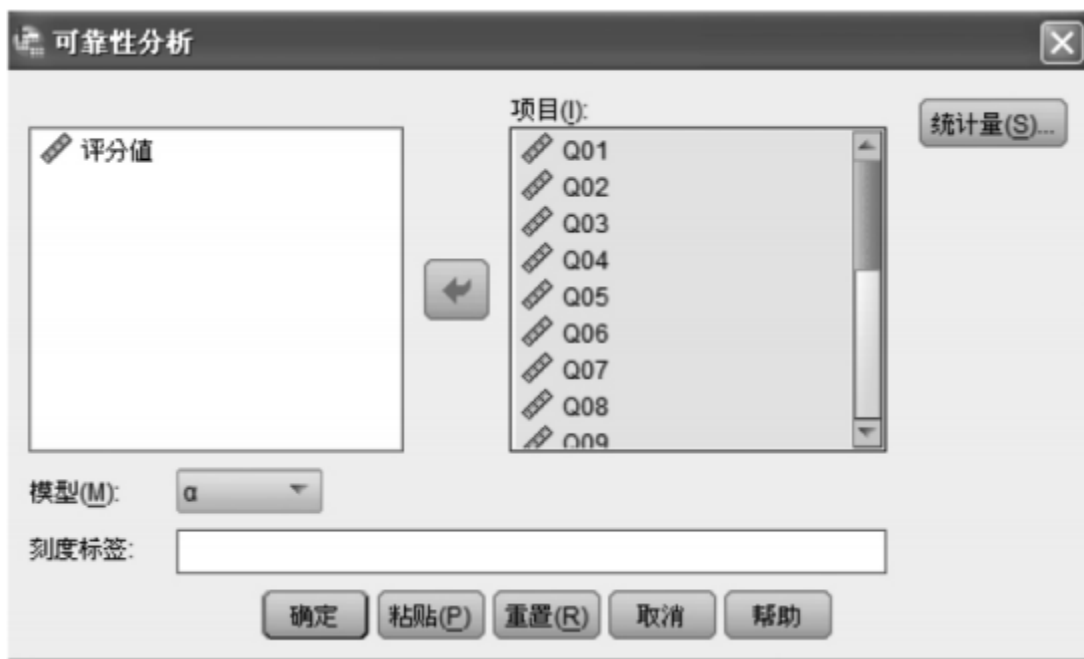 可靠性分析
项目(I):
统计量(S)...
评分值
Q01
Q02
Q03
Q04
Q05
Q06
Q07
Q08
Q09
模型(M):
α
刻度标签:
确定 粘贴(P) 重置(R) 取消 帮助